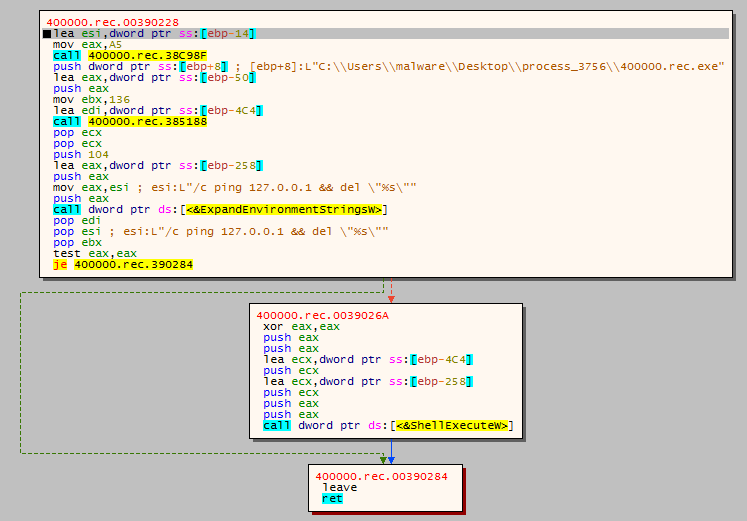 400000.rec.00390228
lea esi,dword ptr ss:[ebp-14]
mov eax,A5
call 400000.rec.38C98F
push dword ptr ss:[ebp+8] ; [ebp+8]:L"C:\\Users\\malware\\Desktop\\process_3756\\400000.rec.exe"
lea eax,dword ptr ss:[ebp-50]
push eax
mov ebx,136
lea edi,dword ptr ss:[ebp-4C4]
call 400000.rec.385188
pop ecx
pop ecx
push 104
lea eax,dword ptr ss:[ebp-258]
push eax
mov eax,esi ; esi:L"/c ping 127.0.0.1 && del \"%s\""
push eax
call dword ptr ds:[<&ExpandEnvironmentStringsW>]
pop edi
pop esi ; esi:L"/c ping 127.0.0.1 && del \"%s\""
pop ebx
test eax,eax
je 400000.rec.390284
400000.rec.0039026A
xor eax,eax
push eax
push eax
lea ecx,dword ptr ss:[ebp-4C4]
push ecx
lea ecx,dword ptr ss:[ebp-258]
push ecx
push eax
push eax
call dword ptr ds:[<&ShellExecuteW>]
400000.rec.00390284
leave
ret